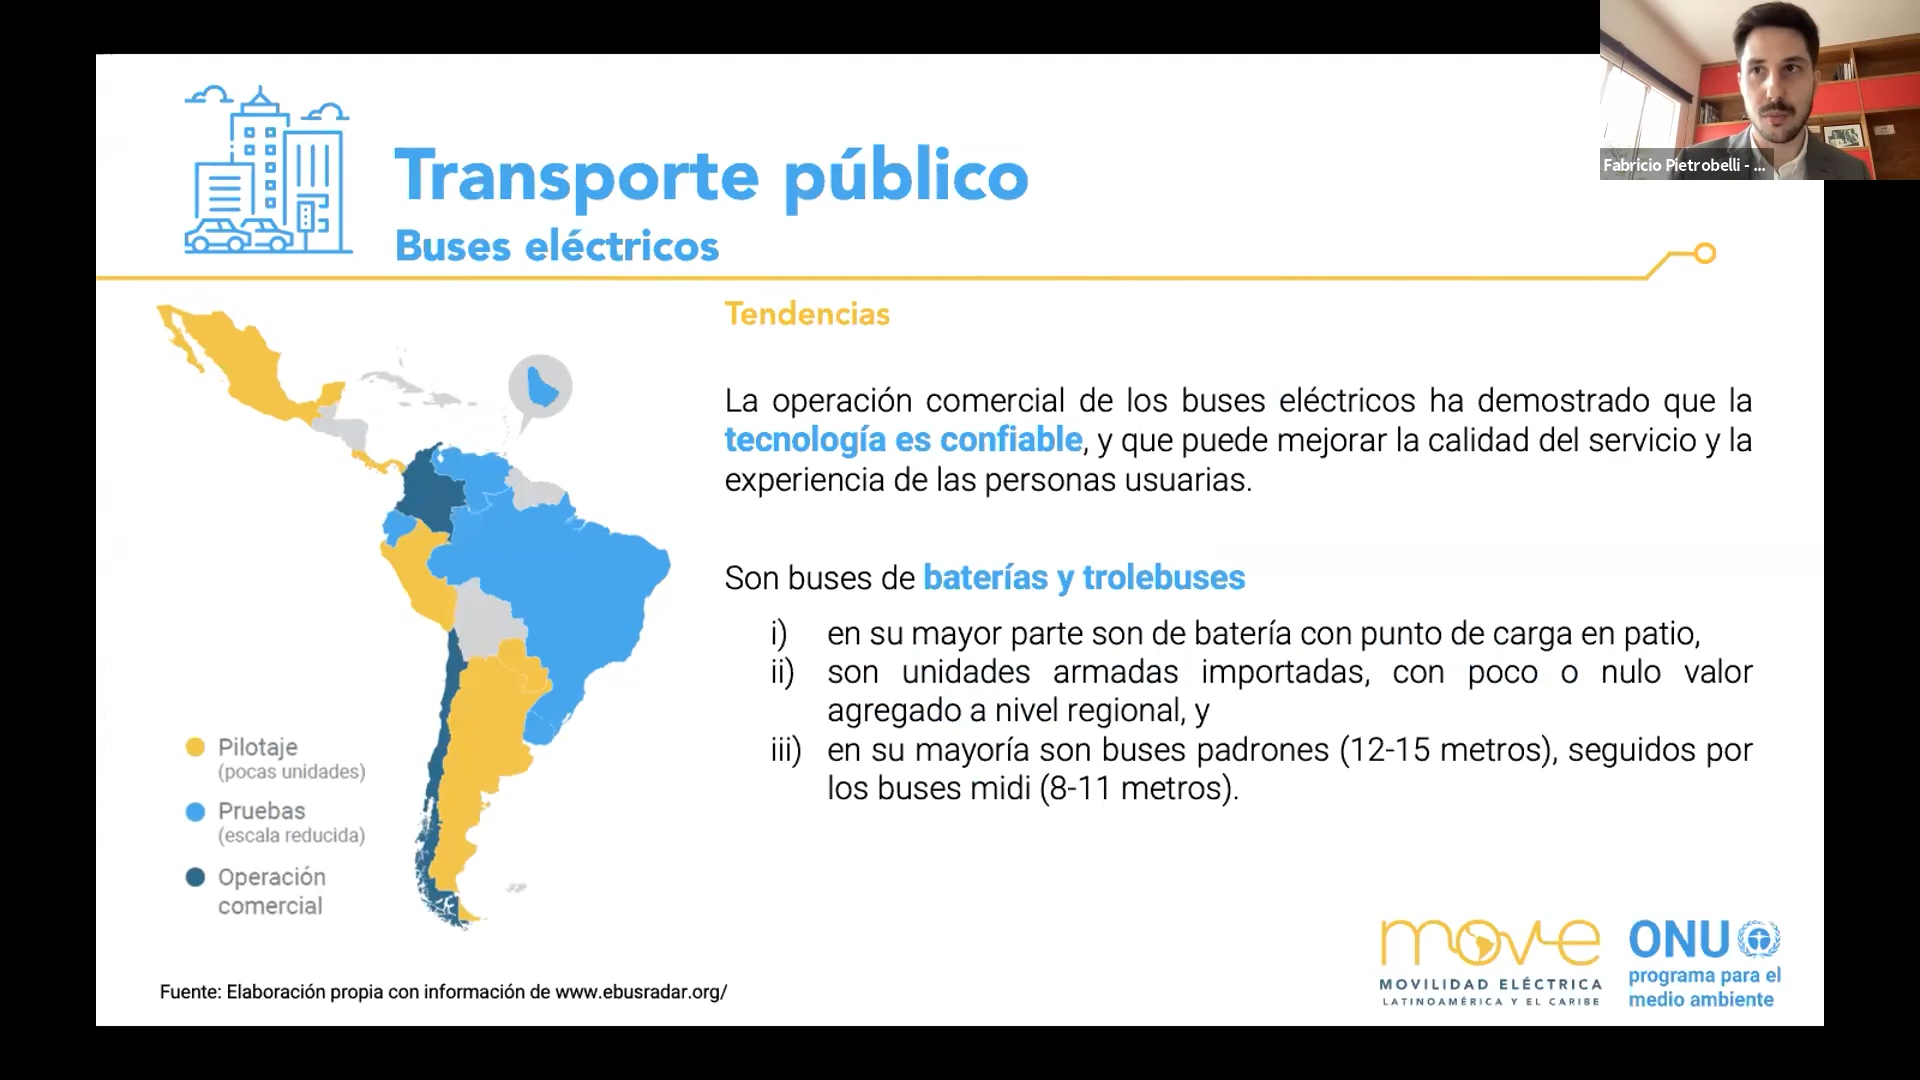 Fabricio Pietrobelli - ...
Transporte público
Buses eléctricos
Tendencias
La operación comercial de los buses eléctricos ha demostrado que la
tecnología es confiable, y que puede mejorar la calidad del servicio y la
experiencia de las personas usuarias.
Son buses de baterías y trolebuses
i) en su mayor parte son de batería con punto de carga en patio,
ii) son unidades armadas importadas, con poco o nulo valor
agregado a nivel regional, y
iii) en su mayoría son buses padrones (12-15 metros), seguidos por
los buses midi (8-11 metros).
Pilotaje
(pocas unidades)
Pruebas
(escala reducida)
Operación
comercial
Fuente: Elaboración propia con información de www.ebusradar.org/
move
MOVILIDAD ELÉCTRICA
LATINOAMÉRICA Y EL CARIBE
ONU
programa para el
medio ambiente